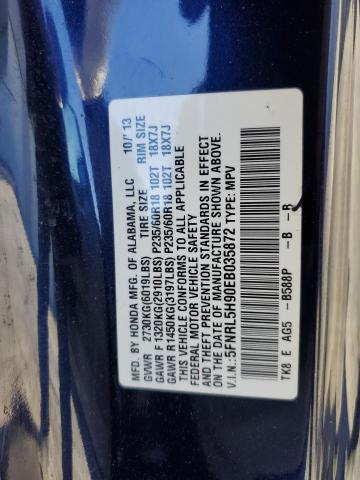 MFD. BY HONDA MFG. OF ALABAMA, LLC 10/'13
TIRE SIZE RIM SIZE
GVWR 2730KG(6019LBS)
GAWR F 1320KG(2910LBS) P235/60R18 102T 18X7J
GAWR R1450KG(3197LBS) P235/60R18 102T 18X7J
THIS VEHICLE CONFORMS TO ALL APPLICABLE
FEDERAL MOTOR VEHICLE SAFETY AND
THEFT PREVENTION STANDARDS IN EFFECT
ON THE DATE OF MANUFACTURE SHOWN ABOVE.
V.I.N.: 5FNRL5H90EB035872 TYPE: MPV
TK8 E AG5 -B588P -B -R